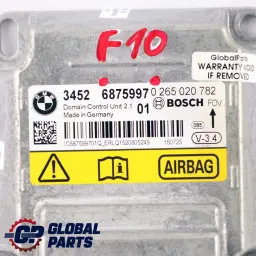 F10
GlobalParts
WARRANTY VOID
IF REMOVED
3452 6875997 0 265 020 782
Domain Control Unit 2.1 01 BOSCH FOV
Made in Germany
V-3.4
AIRBAG
GLOBAL
PARTS